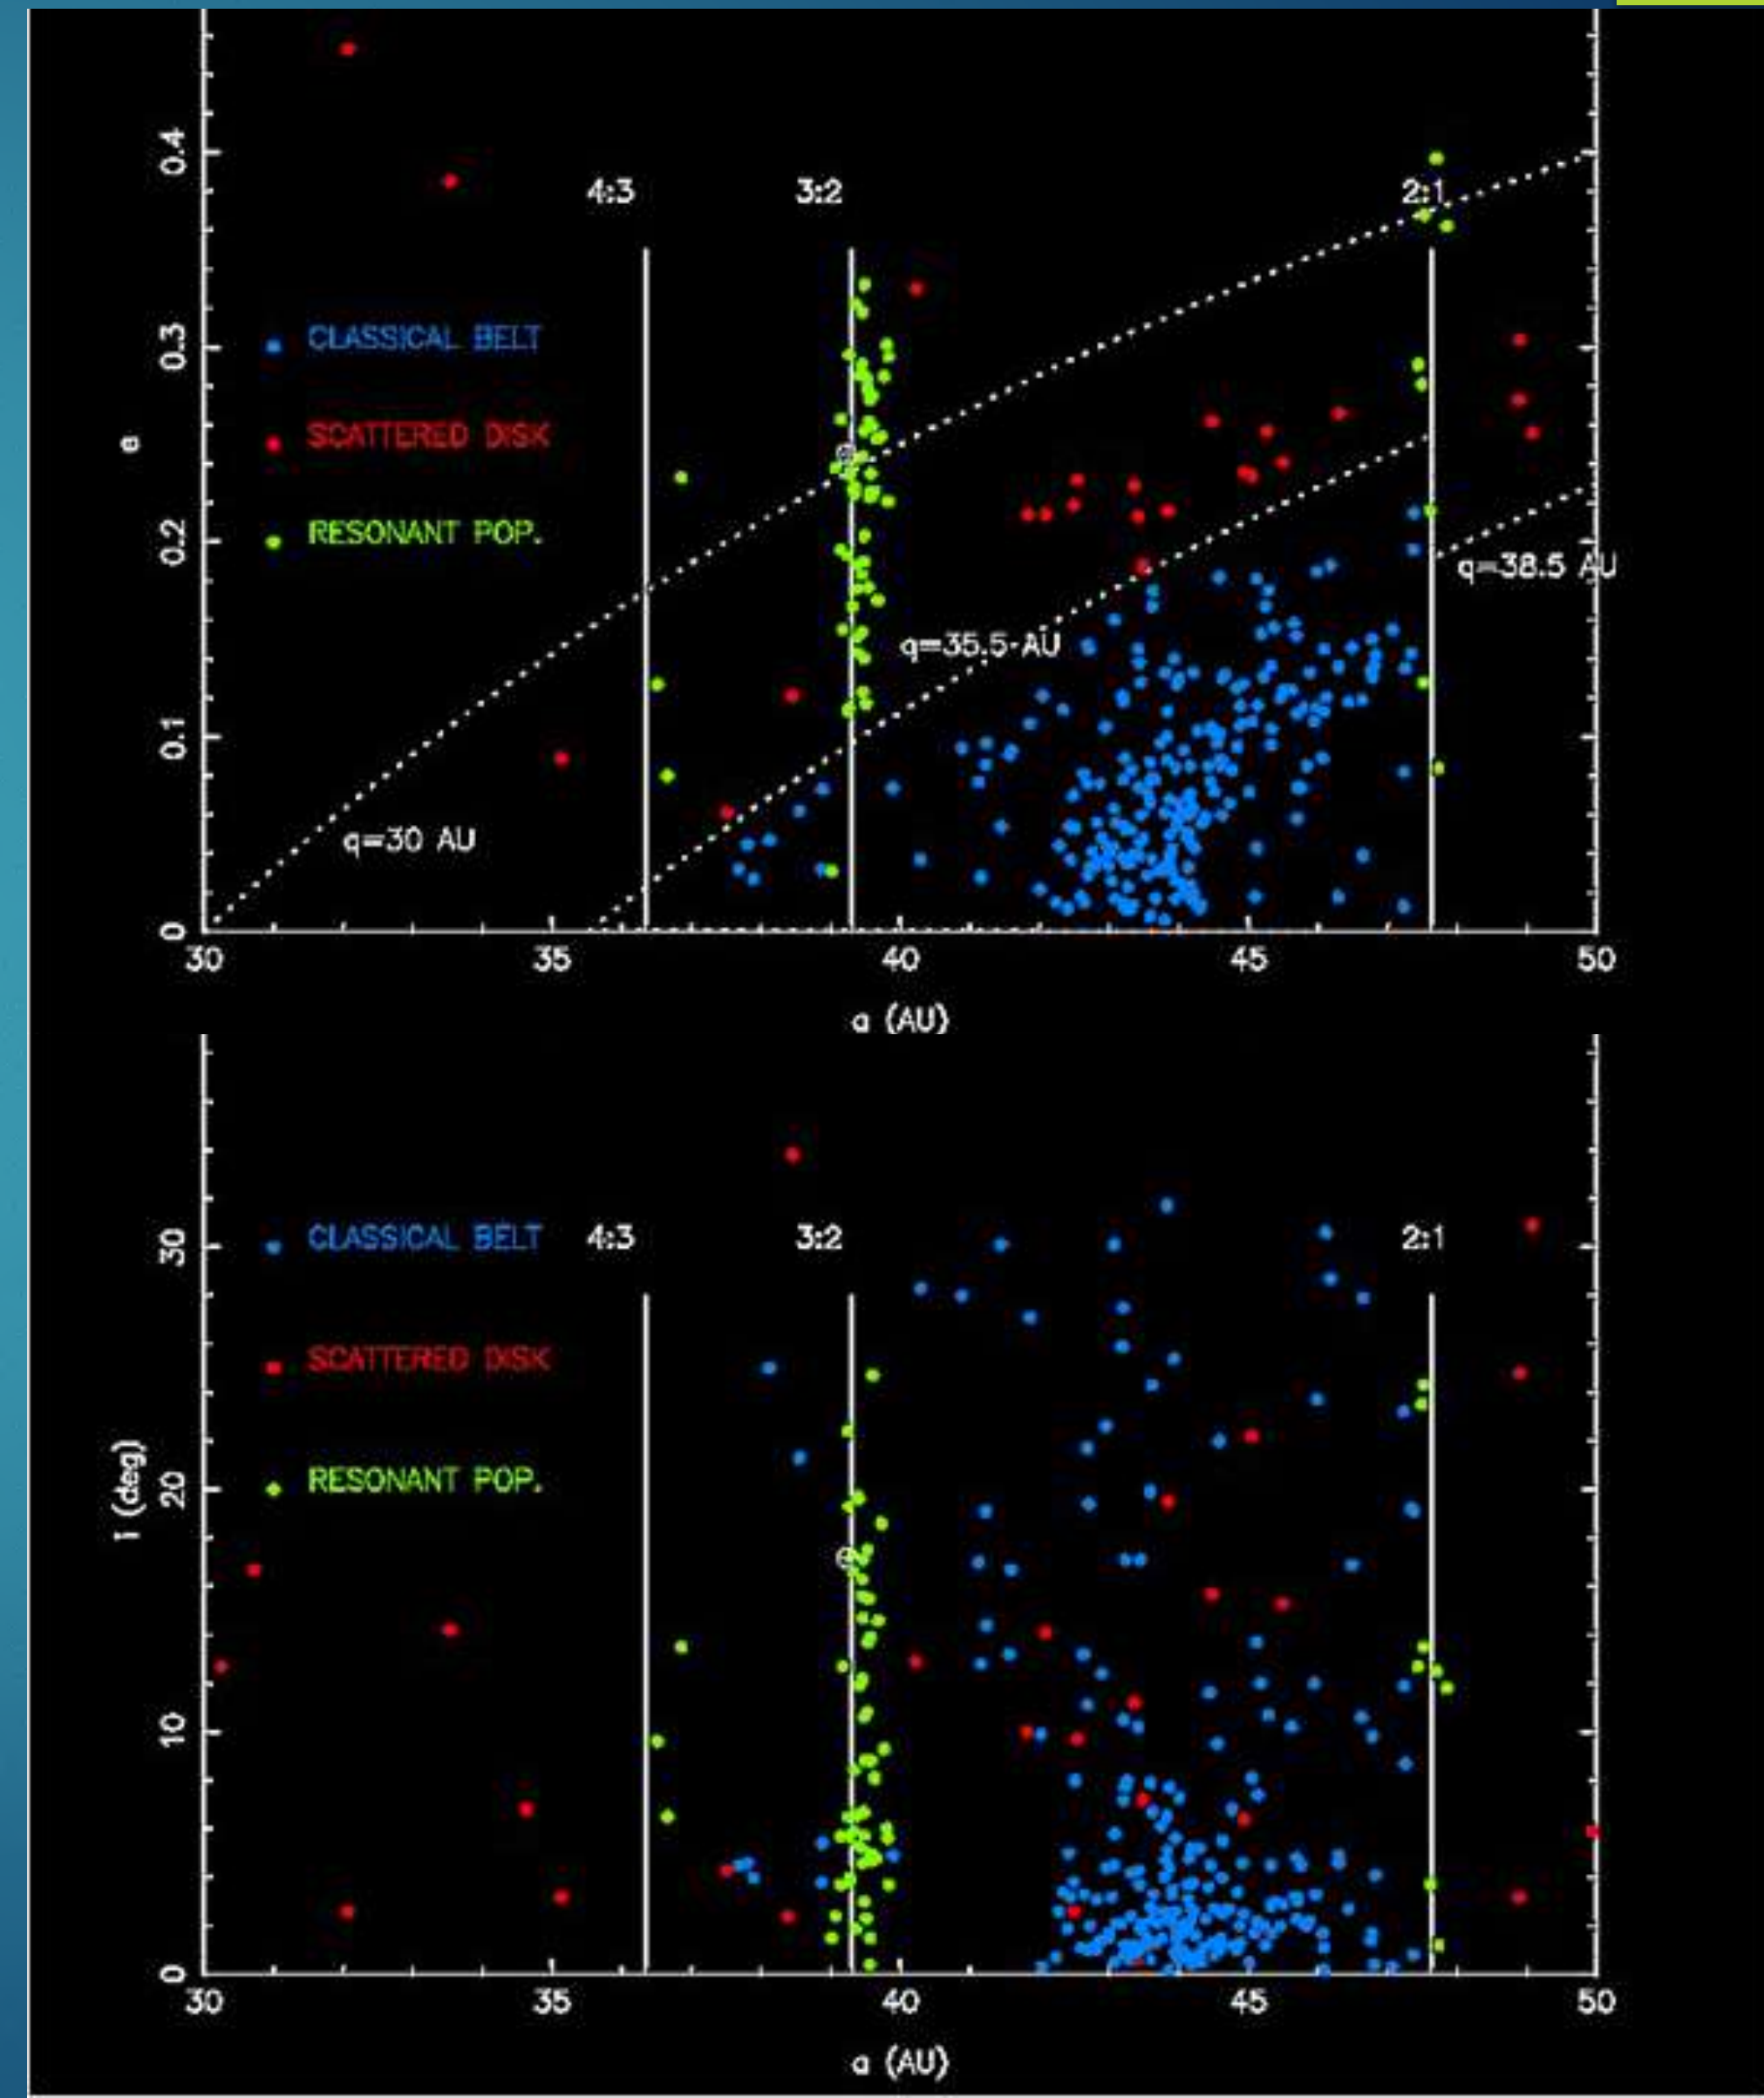 0.4
4:3 3:2 2:1
0.3
CLASSICAL BELT
e
SCATTERED DISK
0.2
RESONANT POP.
q=38.5 AU
q=35.5 AU
0.1
q=30 AU
0
30 35 40 45 50
a (AU)
30
CLASSICAL BELT 4:3 3:2 2:1
SCATTERED DISK
i (deg)
20
RESONANT POP.
10
0
30 35 40 45 50
a (AU)